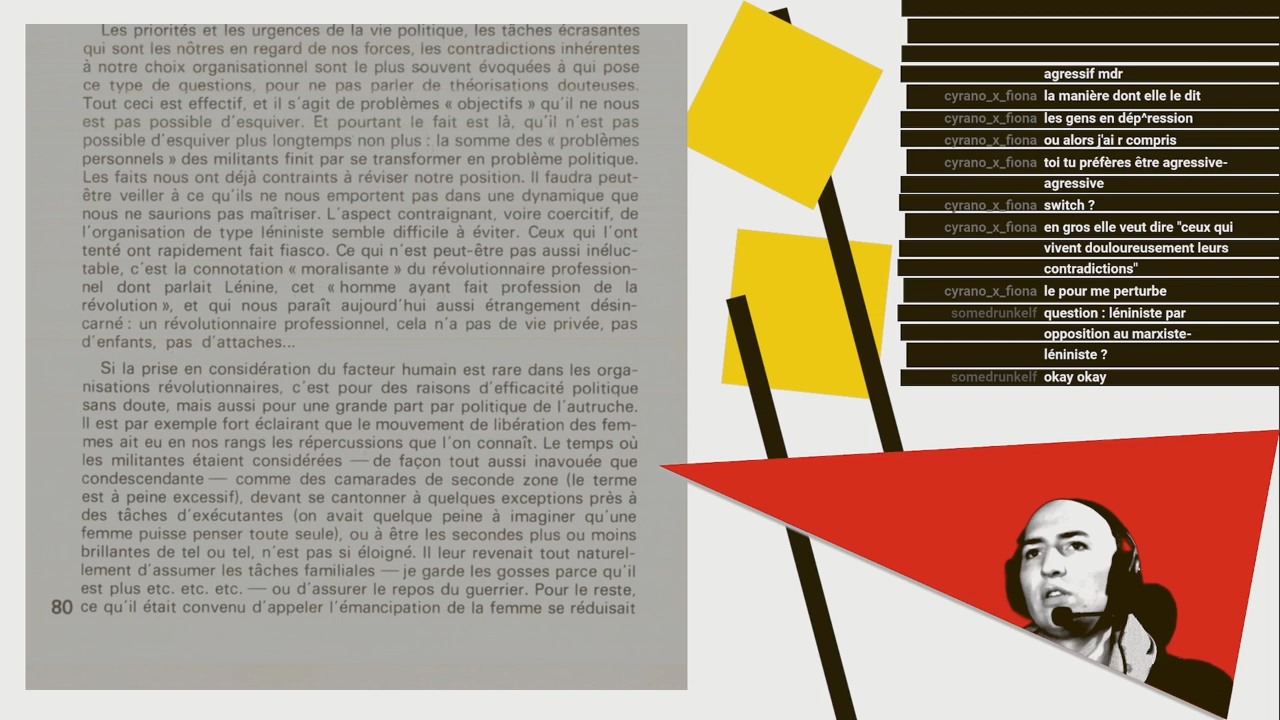 Les priorités et les urgences de la vie politique, les tâches écrasantes
qui sont les nôtres en regard de nos forces, les contradictions inhérentes
à notre choix organisationnel sont le plus souvent évoquées à qui pose
ce type de questions, pour ne pas parler de théorisations douteuses.
Tout ceci est effectif, et il s'agit de problèmes « objectifs » qu'il ne nous
est pas possible d'esquiver. Et pourtant le fait est là, qu'il n'est pas
possible d'esquiver plus longtemps non plus : la somme des « problèmes
personnels » des militants finit par se transformer en problème politique.
Les faits nous ont déjà contraints à réviser notre position. Il faudra peut-
être veiller à ce qu'ils ne nous emportent pas dans une dynamique que
nous ne saurions pas maîtriser. L'aspect contraignant, voire coercitif, de
l'organisation de type léniniste semble difficile à éviter. Ceux qui l'ont
tenté ont rapidement fait fiasco. Ce qui n'est peut-être pas aussi inéluc-
table, c'est la connotation « moralisante » du révolutionnaire profession-
nel dont parlait Lénine, cet « homme ayant fait profession de la
révolution », et qui nous paraît aujourd'hui aussi étrangement désin-
carné : un révolutionnaire professionnel, cela n'a pas de vie privée, pas
d'enfants, pas d'attaches...
Si la prise en considération du facteur humain est rare dans les orga-
nisations révolutionnaires, c'est pour des raisons d'efficacité politique
sans doute, mais aussi pour une grande part par politique de l'autruche.
Il est par exemple fort éclairant que le mouvement de libération des fem-
mes ait eu en nos rangs les répercussions que l'on connaît. Le temps où
les militantes étaient considérées — de façon tout aussi inavouée que
condescendante — comme des camarades de seconde zone (le terme
est à peine excessif), devant se cantonner à quelques exceptions près à
des tâches d'exécutantes (on avait quelque peine à imaginer qu'une
femme puisse penser toute seule), ou à être les secondes plus ou moins
brillantes de tel ou tel, n'est pas si éloigné. Il leur revenait tout naturel-
lement d'assumer les tâches familiales — je garde les gosses parce qu'il
est plus etc. etc. etc. — ou d'assurer le repos du guerrier. Pour le reste,
80 ce qu'il était convenu d'appeler l'émancipation de la femme se réduisait
agressif mdr
cyrano_x_fiona la manière dont elle le dit
cyrano_x_fiona les gens en dép^ression
cyrano_x_fiona ou alors j'ai r compris
cyrano_x_fiona toi tu préfères être agressive-
agressive
cyrano_x_fiona switch ?
cyrano_x_fiona en gros elle veut dire "ceux qui
vivent douloureusement leurs
contradictions"
cyrano_x_fiona le pour me perturbe
somedrunkelf question : léniniste par
opposition au marxiste-
léniniste ?
somedrunkelf okay okay